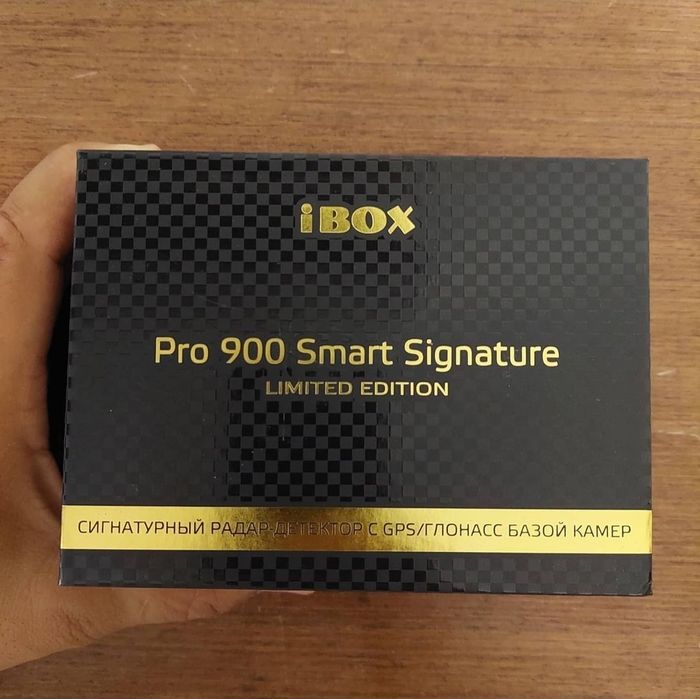 iBOX
Pro 900 Smart Signature
LIMITED EDITION
СИГНАТУРНЫЙ РАДАР-ДЕТЕКТОР С GPS/ГЛОНАСС БАЗОЙ КАМЕР